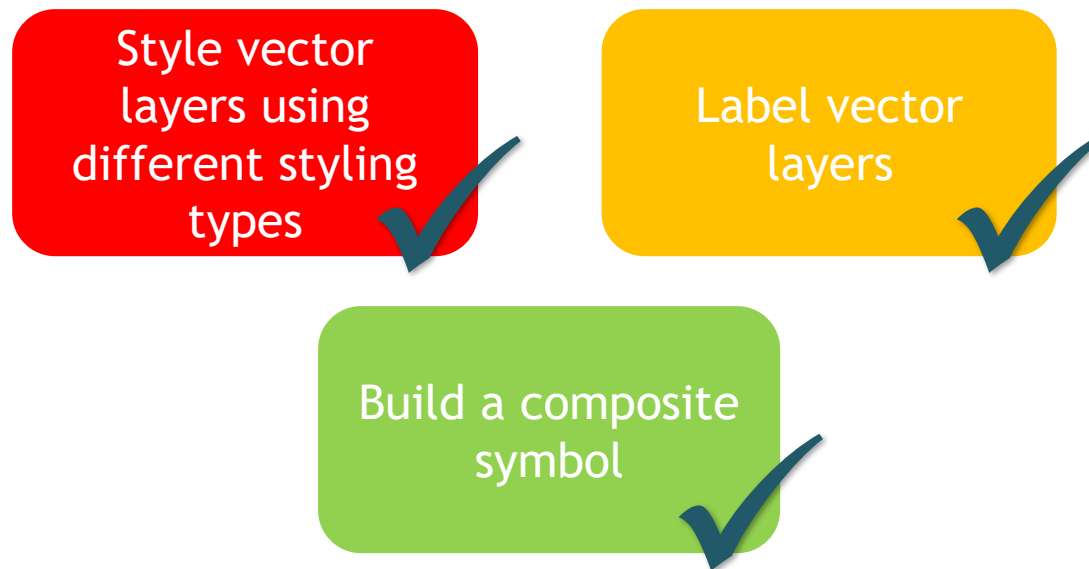 Style vector
layers using
different styling
types
Label vector
layers
Build a composite
symbol